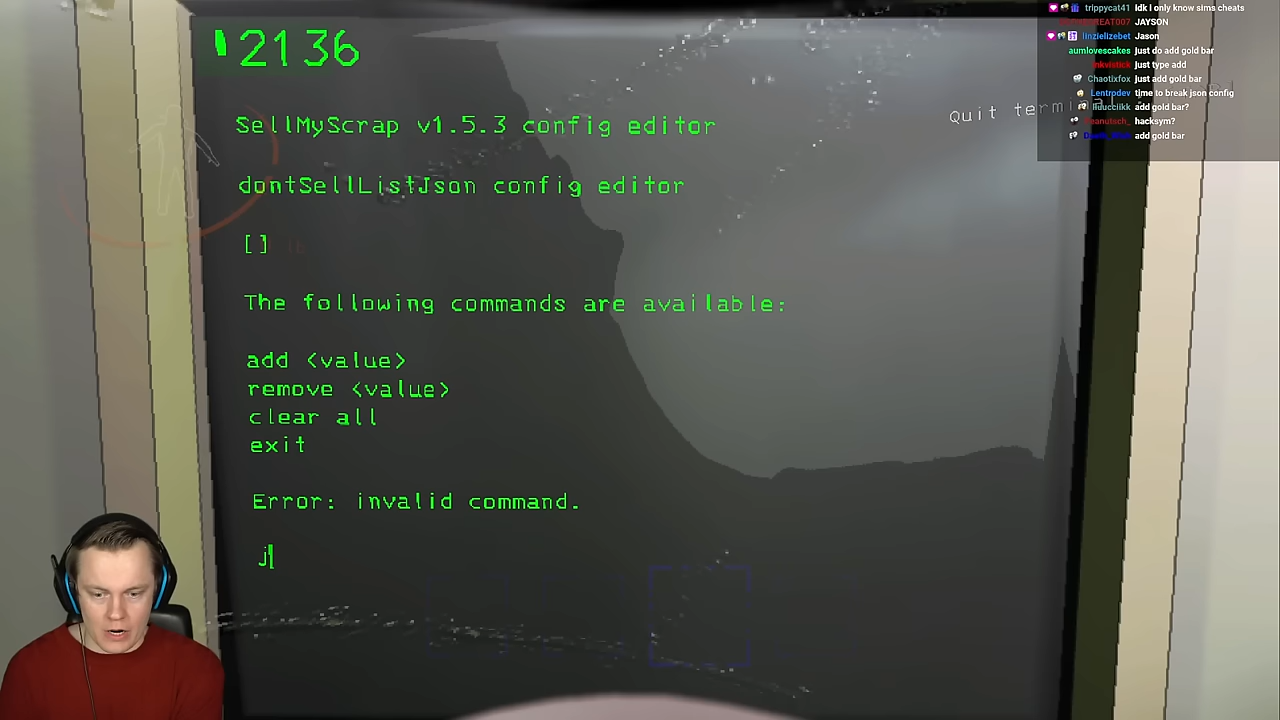 2136
SellMyScrap v1.5.3 config editor
dontSellListJson config editor
[]
The following commands are available:
add <value>
remove <value>
clear all
exit
Error: invalid command.
j
Quit terminal
trippycat41 Idk I only know sims cheats
JAYSON
linzielizebet Jason
aumlovescakes just do add gold bar
just type add
Chaotixfox just add gold bar
Lentrpdev time to break json config
add gold bar?
hacksym?
add gold bar